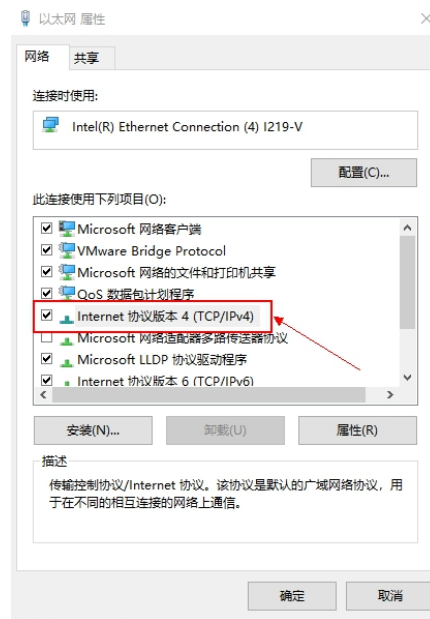 以太网 属性
网络
共享
连接时使用:
Intel(R) Ethernet Connection (4) I219-V
配置(C)...
此连接使用下列项目(O):
Microsoft 网络客户端
VMware Bridge Protocol
Microsoft 网络的文件和打印机共享
QoS 数据包计划程序
Internet 协议版本 4 (TCP/IPv4)
Microsoft 网络适配器多路传送器协议
Microsoft LLDP 协议驱动程序
Internet 协议版本 6 (TCP/IPv6)
安装(N)...
卸载(U)
属性(R)
描述
传输控制协议/Internet 协议。该协议是默认的广域网络协议，用
于在不同的相互连接的网络上通信。
确定
取消